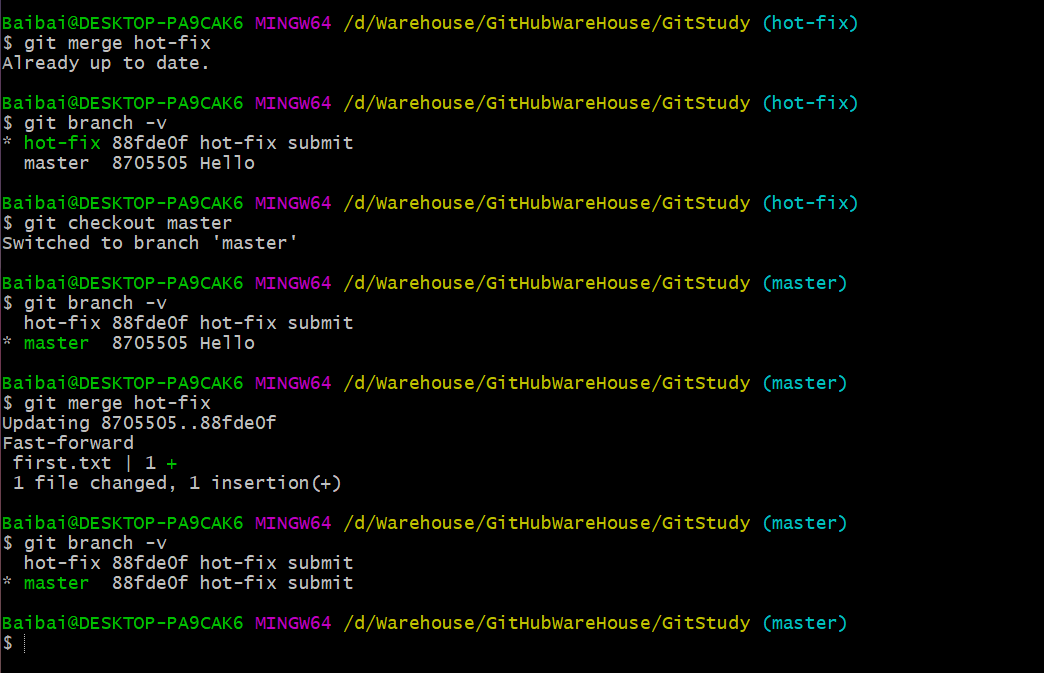 Baibai@DESKTOP-PA9CAK6 MINGW64 /d/Warehouse/GitHubWareHouse/GitStudy (hot-fix)
$ git merge hot-fix
Already up to date.
Baibai@DESKTOP-PA9CAK6 MINGW64 /d/Warehouse/GitHubWareHouse/GitStudy (hot-fix)
$ git branch -v
* hot-fix 88fde0f hot-fix submit
  master  8705505 Hello
Baibai@DESKTOP-PA9CAK6 MINGW64 /d/Warehouse/GitHubWareHouse/GitStudy (hot-fix)
$ git checkout master
Switched to branch 'master'
Baibai@DESKTOP-PA9CAK6 MINGW64 /d/Warehouse/GitHubWareHouse/GitStudy (master)
$ git branch -v
  hot-fix 88fde0f hot-fix submit
* master  8705505 Hello
Baibai@DESKTOP-PA9CAK6 MINGW64 /d/Warehouse/GitHubWareHouse/GitStudy (master)
$ git merge hot-fix
Updating 8705505..88fde0f
Fast-forward
 first.txt | 1 +
 1 file changed, 1 insertion(+)
Baibai@DESKTOP-PA9CAK6 MINGW64 /d/Warehouse/GitHubWareHouse/GitStudy (master)
$ git branch -v
  hot-fix 88fde0f hot-fix submit
* master  88fde0f hot-fix submit
Baibai@DESKTOP-PA9CAK6 MINGW64 /d/Warehouse/GitHubWareHouse/GitStudy (master)
$